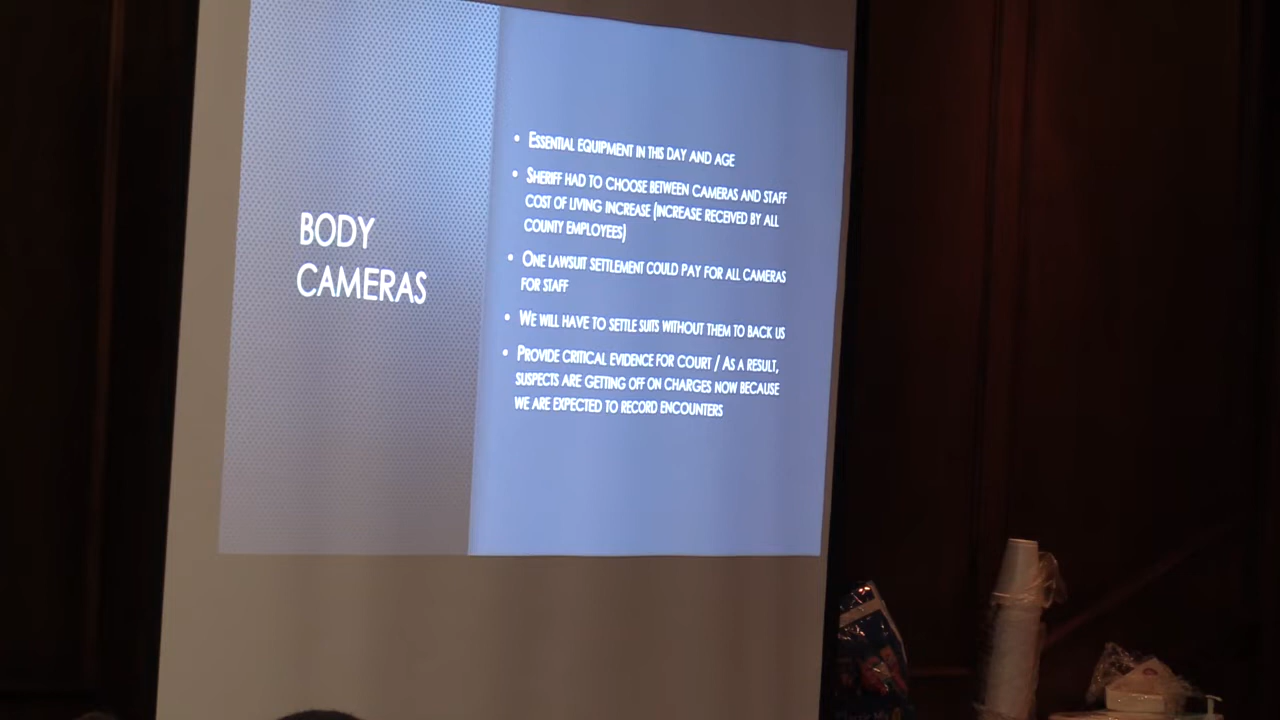 BODY
CAMERAS
• ESSENTIAL EQUIPMENT IN THIS DAY AND AGE
• SHERIFF HAD TO CHOOSE BETWEEN CAMERAS AND STAFF
COST OF LIVING INCREASE (INCREASE RECEIVED BY ALL
COUNTY EMPLOYEES)
• ONE LAWSUIT SETTLEMENT COULD PAY FOR ALL CAMERAS
FOR STAFF
• WE WILL HAVE TO SETTLE SUITS WITHOUT THEM TO BACK US
• PROVIDE CRITICAL EVIDENCE FOR COURT / AS A RESULT,
SUSPECTS ARE GETTING OFF ON CHARGES NOW BECAUSE
WE ARE EXPECTED TO RECORD ENCOUNTERS